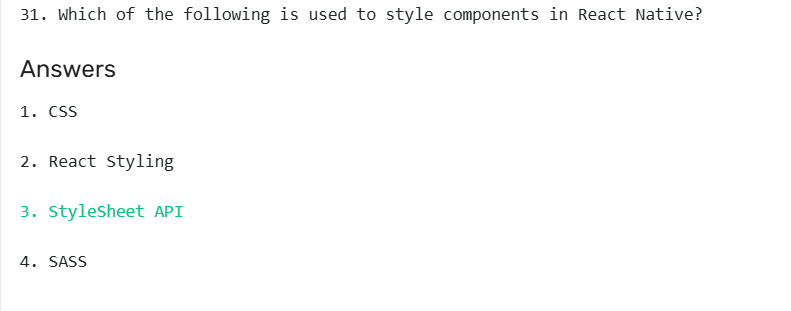 31. Which of the following is used to style components in React Native?
Answers
1. CSS
2. React Styling
3. StyleSheet API
4. SASS